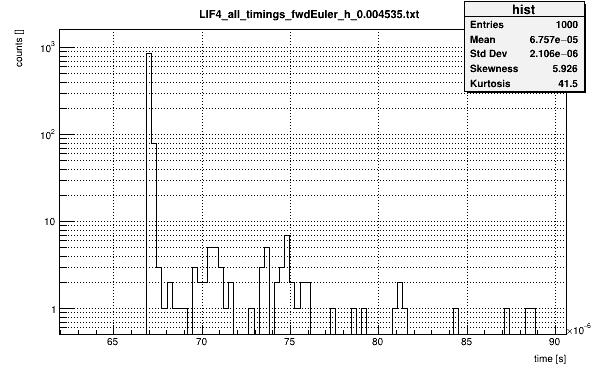 LIF4_all_timings_fwdEuler_h_0.004535.txt
hist
Entries 1000
Mean 6.757e−05
Std Dev 2.106e−06
Skewness 5.926
Kurtosis 41.5
counts []
10³
10²
10
1
65 70 75 80 85 90
×10⁻⁶
time [s]